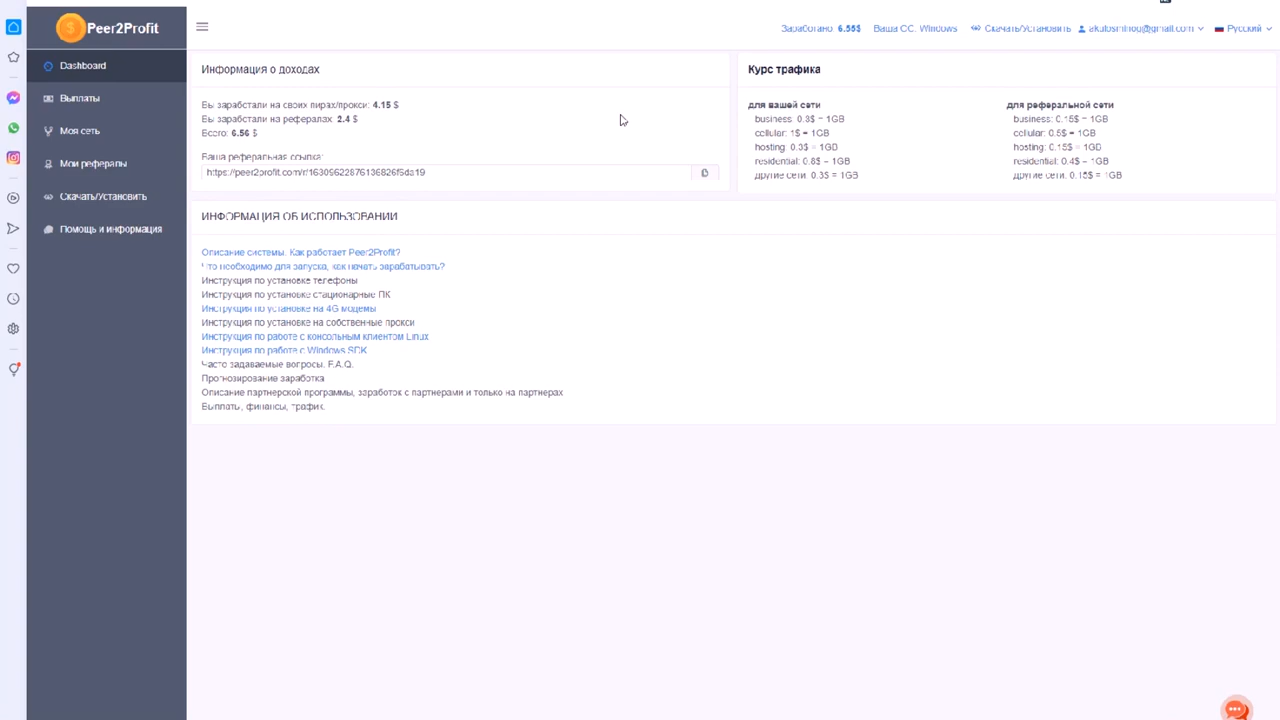 Peer2Profit
Заработано: 6.55$
Ваша ОС: Windows
Скачать/Установить
akulosmhog@gmail.com
Русский
Dashboard
Выплаты
Моя сеть
Мои рефералы
Скачать/Установить
Помощь и информация
Информация о доходах
Вы заработали на своих пирах/прокси: 4.15 $
Вы заработали на рефералах: 2.4 $
Всего: 6.56 $
Ваша реферальная ссылка:
https://peer2profit.com/r/16309622876136826f5da19
Курс трафика
для вашей сети
business: 0.3$ = 1GB
cellular: 1$ = 1GB
hosting: 0.3$ = 1GB
residential: 0.8$ = 1GB
другие сети: 0.3$ = 1GB
для реферальной сети
business: 0.15$ = 1GB
cellular: 0.5$ = 1GB
hosting: 0.15$ = 1GB
residential: 0.4$ = 1GB
другие сети: 0.15$ = 1GB
ИНФОРМАЦИЯ ОБ ИСПОЛЬЗОВАНИИ
Описание системы. Как работает Peer2Profit?
Что необходимо для запуска, как начать зарабатывать?
Инструкция по установке телефоны
Инструкция по установке стационарные ПК
Инструкция по установке на 4G модемы
Инструкция по установке на собственные прокси
Инструкция по работе с консольным клиентом Linux
Инструкция по работе с Windows SDK
Часто задаваемые вопросы. F.A.Q.
Прогнозирование заработка
Описание партнерской программы, заработок с партнерами и только на партнерах
Выплаты, финансы, трафик.